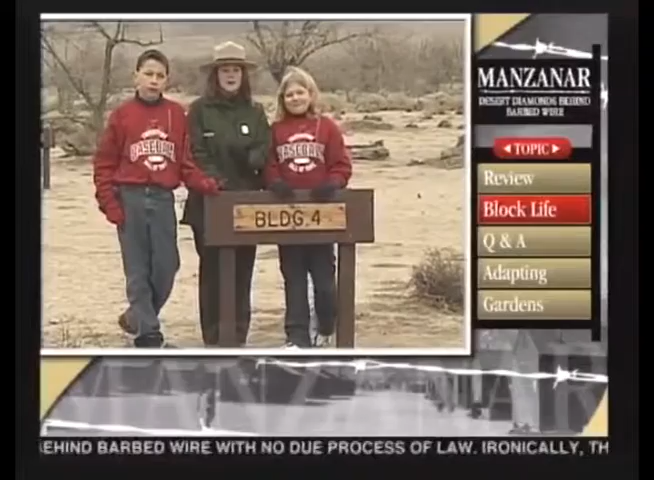 BASEBALL
BASEBALL
BLDG. 4
MANZANAR
DESERT DIAMONDS BEHIND
BARBED WIRE
TOPIC
Review
Block Life
Q & A
Adapting
Gardens
MANZANAR
EHIND BARBED WIRE WITH NO DUE PROCESS OF LAW. IRONICALLY, TH